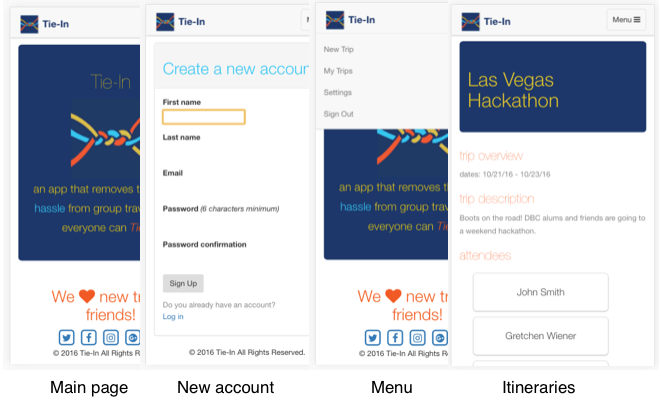 Tie-In
Tie-In
an app that removes t
hassle from group trav
everyone can Ti
We new tr
friends!
© 2016 Tie-In All Rights R
Main page
Tie-In
M
Create a new accoun
First name
Last name
Email
Password (6 characters minimum)
Password confirmation
Sign Up
Do you already have an account?
Log in
© 2016 Tie-In All Rights Reserved.
New account
Tie-In
New Trip
My Trips
Settings
Sign Out
an app that removes t
hassle from group trav
everyone can Ti
We new tr
friends!
© 2016 Tie-In All Rights R
Menu
Tie-In
Menu
Las Vegas
Hackathon
trip overview
dates: 10/21/16 - 10/23/16
trip description
Boots on the road! DBC alums and friends are going to
a weekend hackathon.
attendees
John Smith
Gretchen Wiener
Itineraries